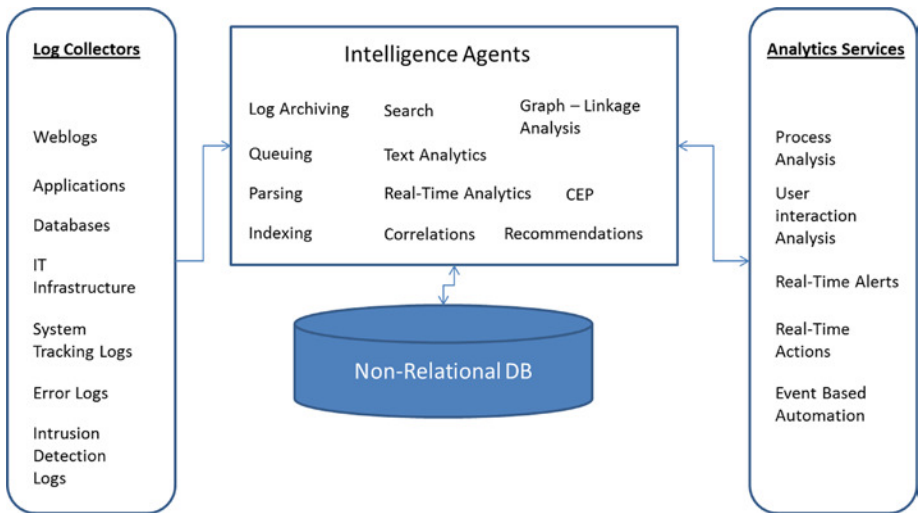 Log Collectors
Weblogs
Applications
Databases
IT
Infrastructure
System
Tracking Logs
Error Logs
Intrusion
Detection
Logs
Intelligence Agents
Log Archiving
Search
Graph – Linkage
Analysis
Queuing
Text Analytics
Parsing
Real-Time Analytics
CEP
Indexing
Correlations
Recommendations
Non-Relational DB
Analytics Services
Process
Analysis
User
interaction
Analysis
Real-Time Alerts
Real-Time
Actions
Event Based
Automation